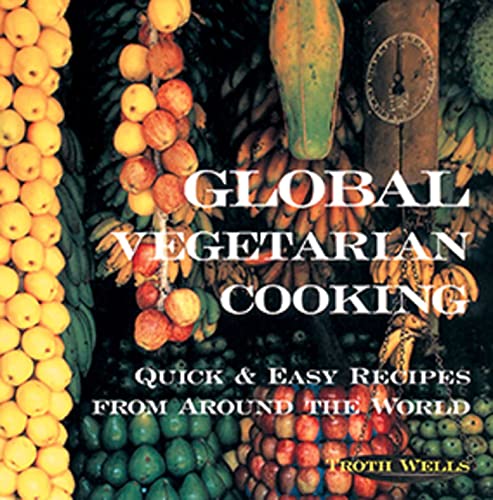 GLOBAL
VEGETARIAN
COOKING
QUICK & EASY RECIPES
FROM AROUND THE WORLD
TROTH WELLS